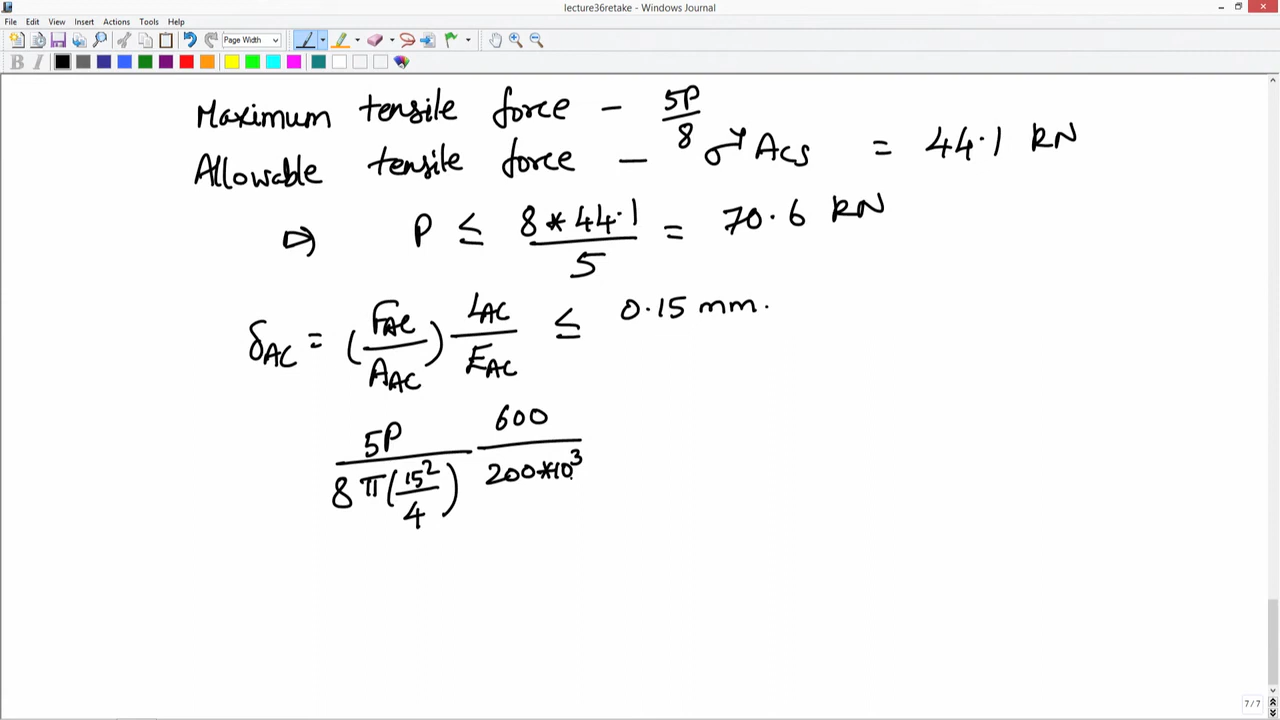 lecture36retake - Windows Journal
File Edit View Insert Actions Tools Help
Page Width
B I
Maximum tensile force - 5P/8
Allowable tensile force - σ^Y Acs = 44.1 kN
⇒ P ≤ 8*44.1/5 = 70.6 kN
δAC = (FAC/AAC) LAC/EAC ≤ 0.15 mm.
5P/8π(15²/4) 600/200*10³
7 / 7